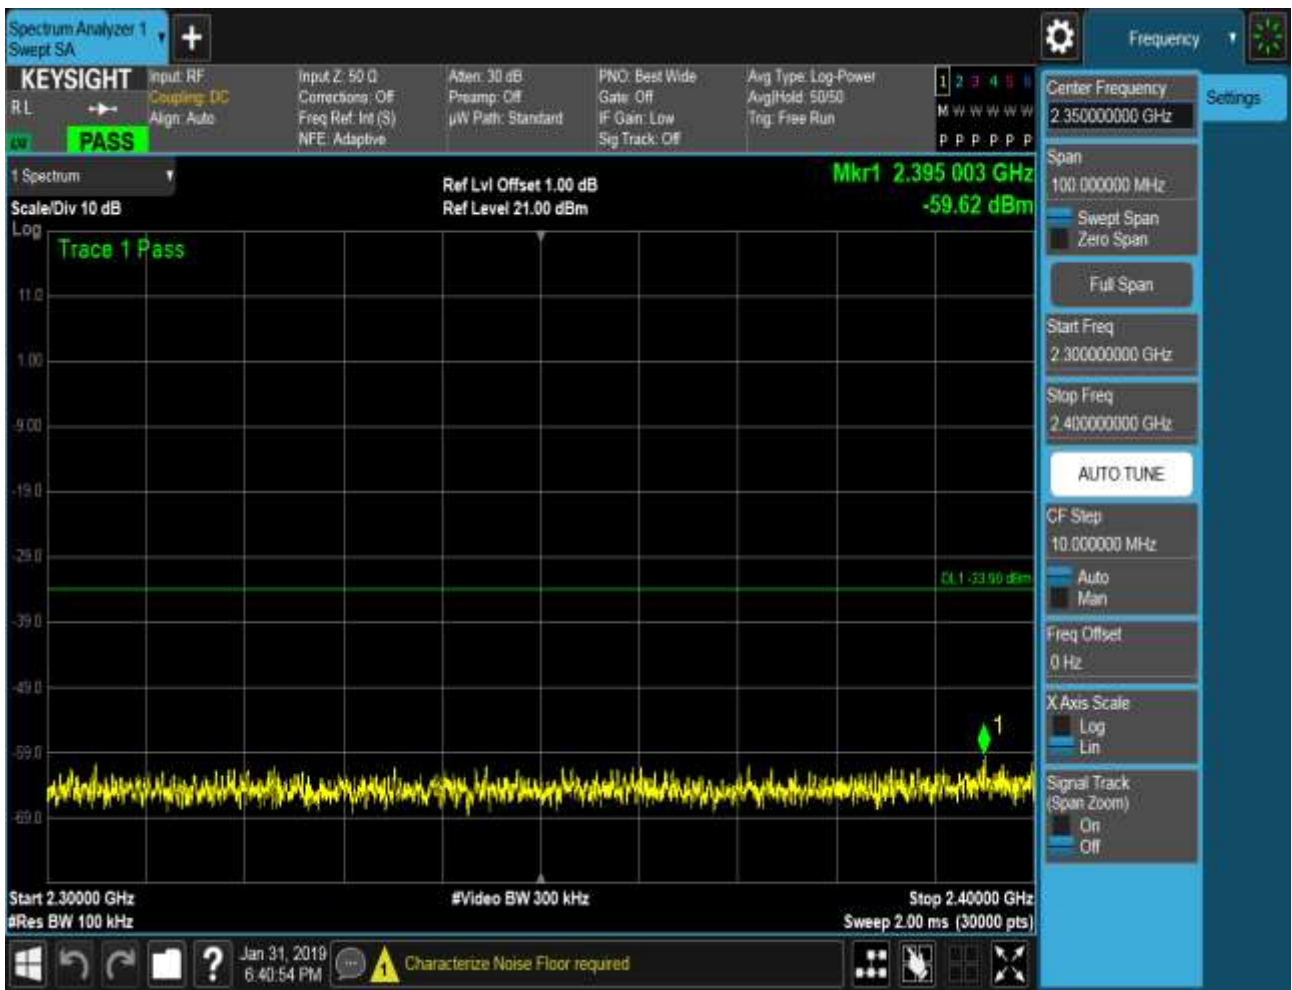 Spectrum Analyzer 1
Swept SA
+
Frequency
KEYSIGHT
Input: RF
Input Z: 50 Ω
Atten: 30 dB
PNO: Best Wide
Avg Type: Log-Power
1 2 3 4 5 6
R L
Coupling: DC
Corrections: Off
Preamp: Off
Gate: Off
Avg|Hold: 50/50
M W W W W W
Align: Auto
Freq Ref: Int (S)
µW Path: Standard
IF Gain: Low
Trig: Free Run
PASS
NFE: Adaptive
Sig Track: Off
P P P P P P
1 Spectrum
Ref Lvl Offset 1.00 dB
Mkr1 2.395 003 GHz
Scale/Div 10 dB
Ref Level 21.00 dBm
-59.62 dBm
Log
Trace 1 Pass
11.0
1.00
-9.00
-19.0
-29.0
DL1 -33.90 dBm
-39.0
-49.0
1
-59.0
-69.0
Start 2.30000 GHz
#Video BW 300 kHz
Stop 2.40000 GHz
#Res BW 100 kHz
Sweep 2.00 ms (30000 pts)
?
Jan 31, 2019
6:40:54 PM
1
Characterize Noise Floor required
Center Frequency
2.350000000 GHz
Settings
Span
100.000000 MHz
Swept Span
Zero Span
Full Span
Start Freq
2.300000000 GHz
Stop Freq
2.400000000 GHz
AUTO TUNE
CF Step
10.000000 MHz
Auto
Man
Freq Offset
0 Hz
X Axis Scale
Log
Lin
Signal Track
(Span Zoom)
On
Off